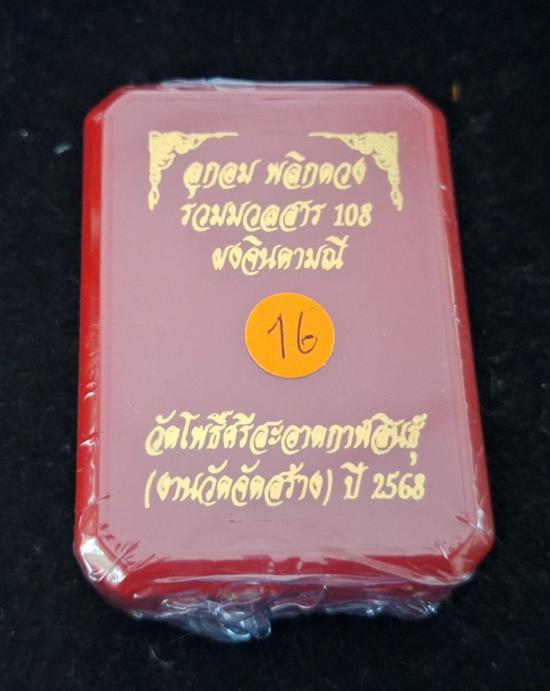 ลูกอม พลิกดวง
รวมมวลสาร 108
ผงจินดามณี
16
วัดโพธิ์ศรีสะอาดกาฬสินธุ์
(งานวัดจัดสร้าง) ปี 2568